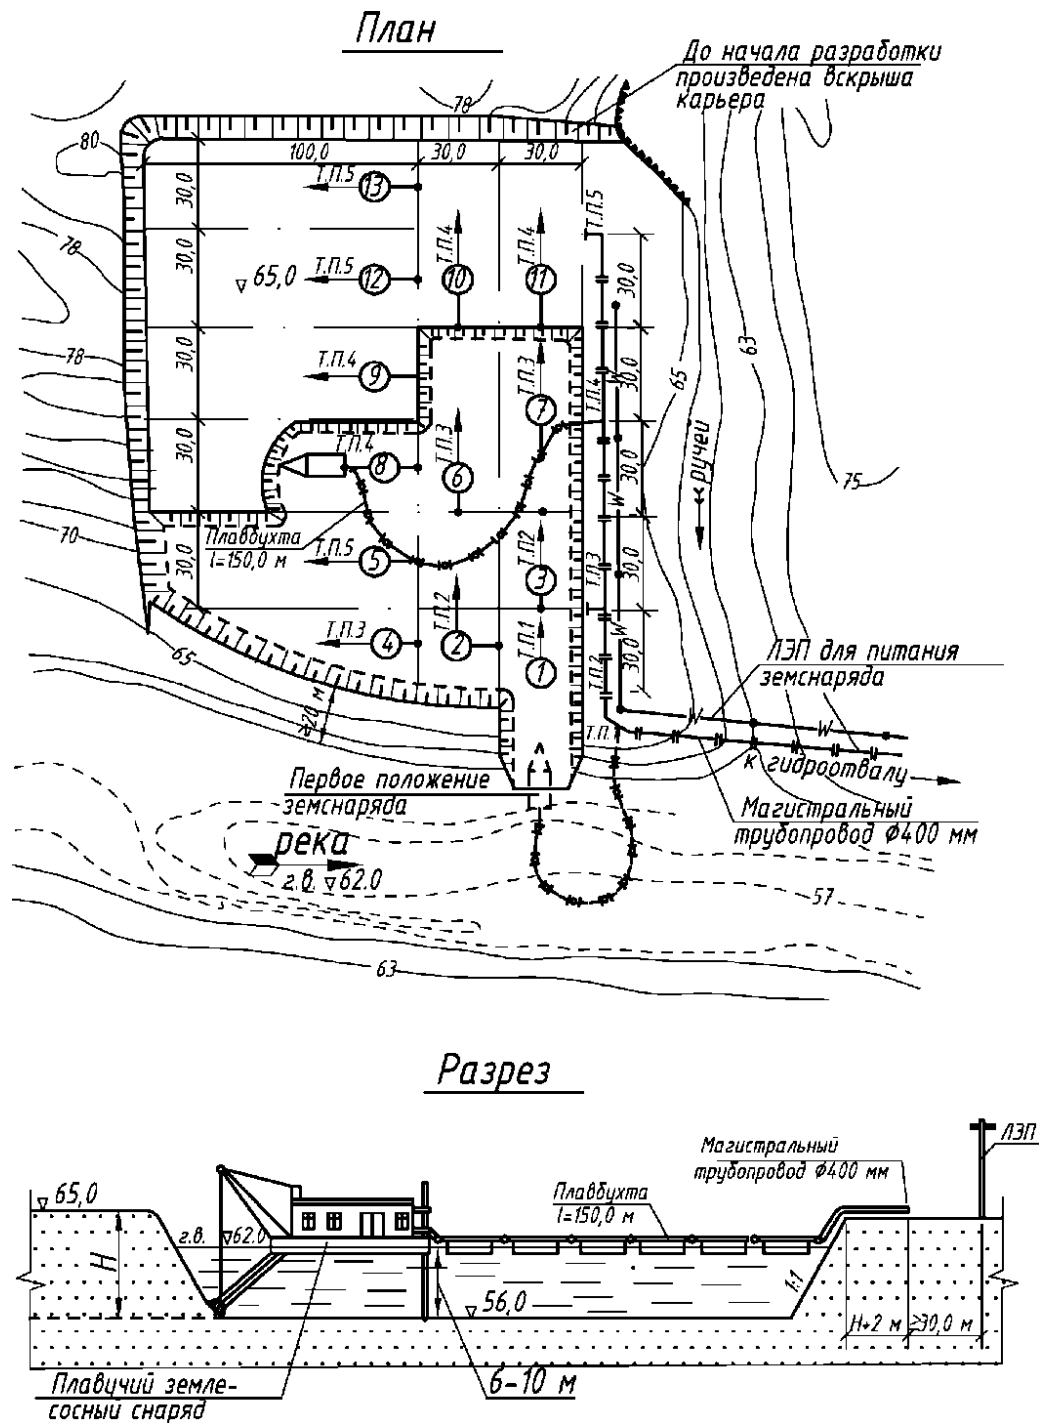 План
До начала разработки
произведена вскрыша
карьера
78
80
100,0
30,0
30,0
Т.П.5
13
30,0
Т.П.5
Т.П.4
10
Т.П.4
11
78
30,0
Т.П.5
12
65,0
30,0
63
78
30,0
Т.П.4
9
Т.П.3
7
Т.П.4
30,0
65
Т.П.4
8
Т.П.3
6
30,0
W
30,0
W
ручей
75
70
Плавбухта
l=150,0 м
30,0
Т.П.5
5
Т.П2
3
Т.П.3
30,0
65
Т.П.3
4
Т.П.2
2
Т.П.1
1
Т.П.2
W
30,0
ЛЭП для питания
земснаряда
≥20 м
Т.П.
W
W
К гидроотвалу
Первое положение
земснаряда
Магистральный
трубопровод Ф400 мм
река
г.в. 62.0
57
63
Разрез
Магистральный
трубопровод Ф400 мм
ЛЭП
65,0
Плавбухта
l=150,0 м
г.в. 62.0
H
1:1
56,0
H+2 м
≥30,0 м
Плавучий земле-
сосный снаряд
6-10 м